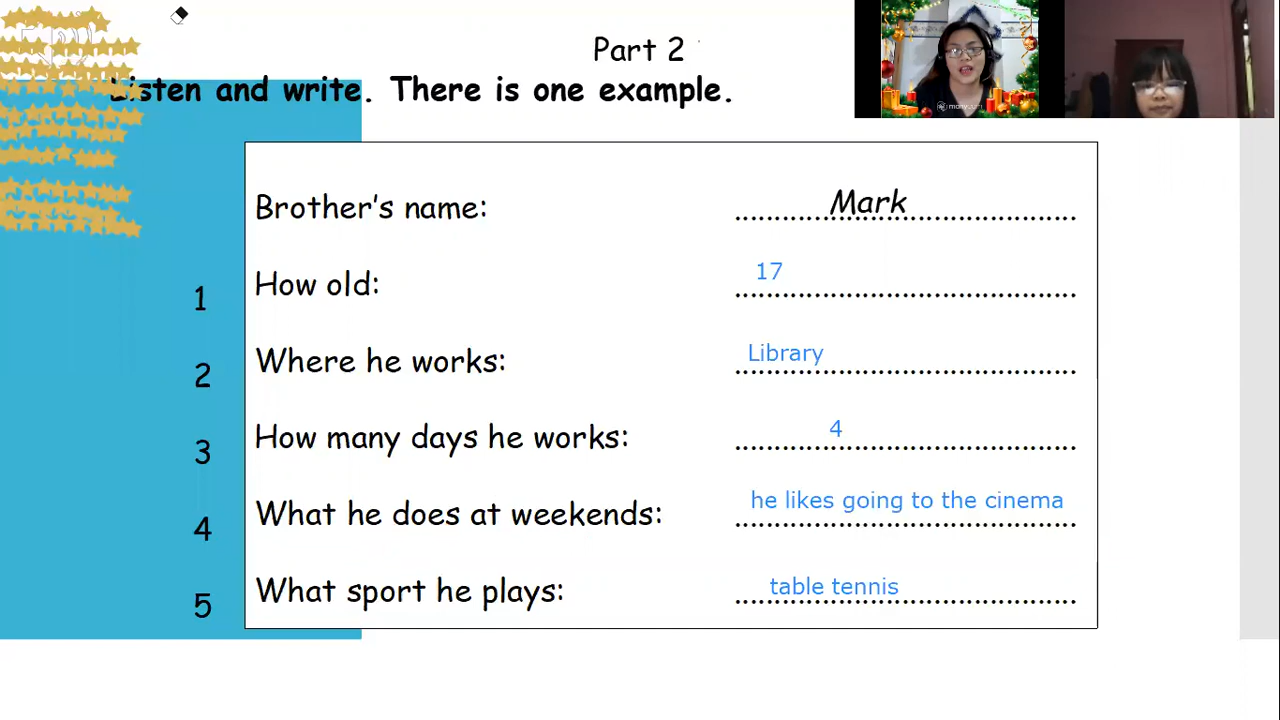 Part 2
Listen and write. There is one example.
Brother's name: Mark
1 How old: 17
2 Where he works: Library
3 How many days he works: 4
4 What he does at weekends: he likes going to the cinema
5 What sport he plays: table tennis